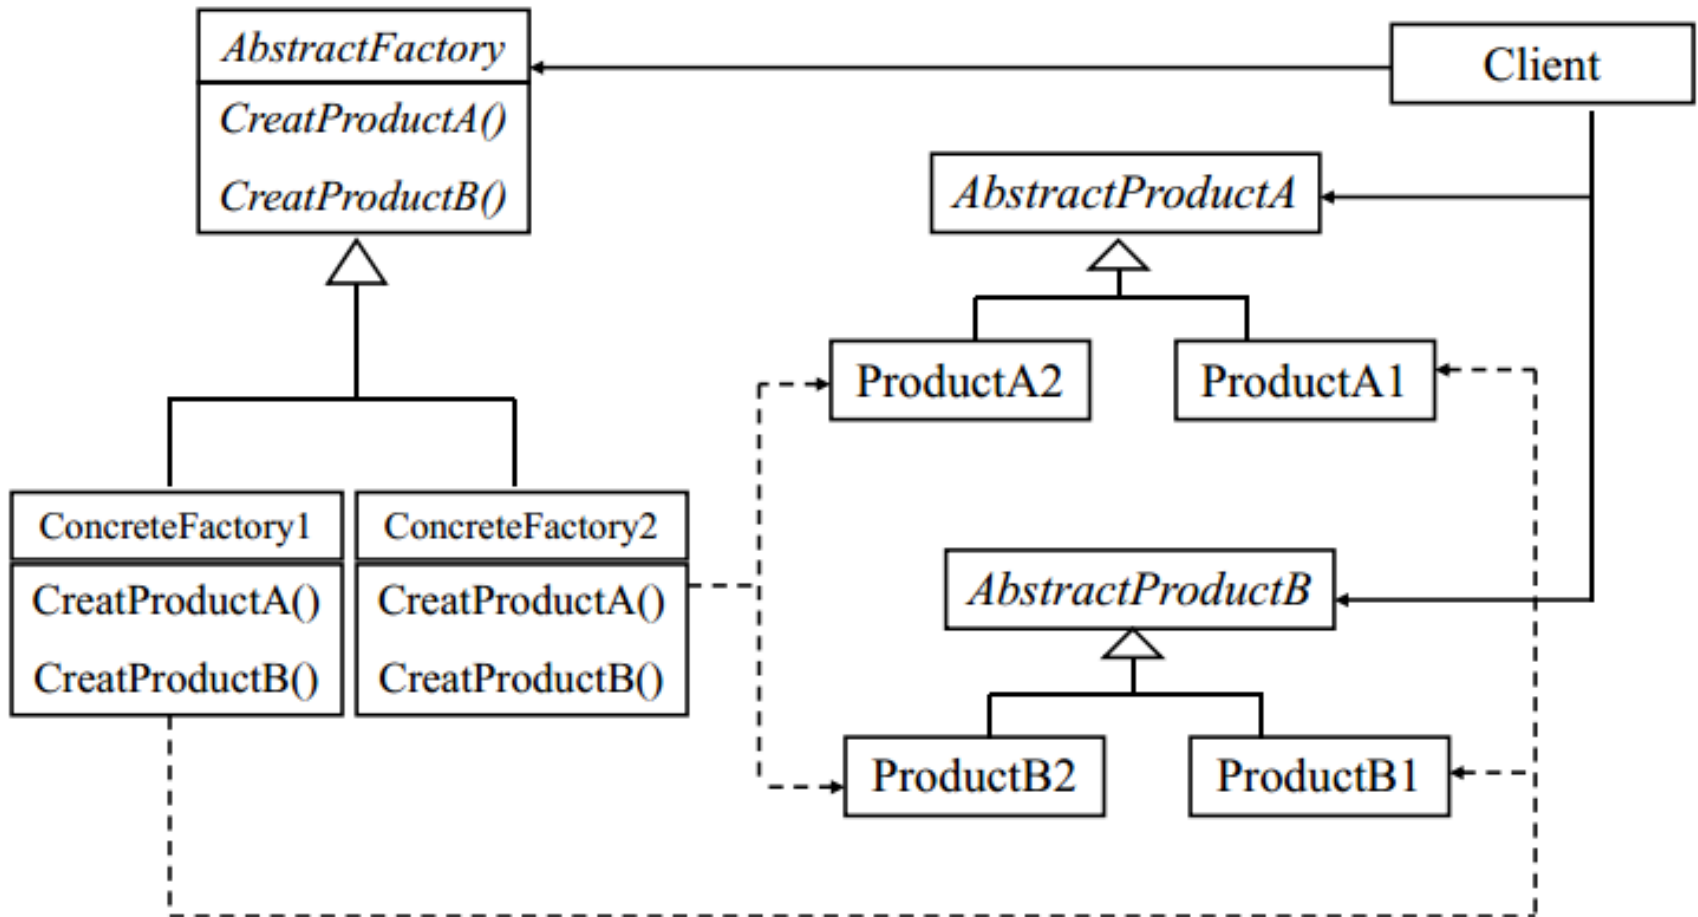 AbstractFactory
CreatProductA()
CreatProductB()
Client
AbstractProductA
ProductA2
ProductA1
ConcreteFactory1
CreatProductA()
CreatProductB()
ConcreteFactory2
CreatProductA()
CreatProductB()
AbstractProductB
ProductB2
ProductB1